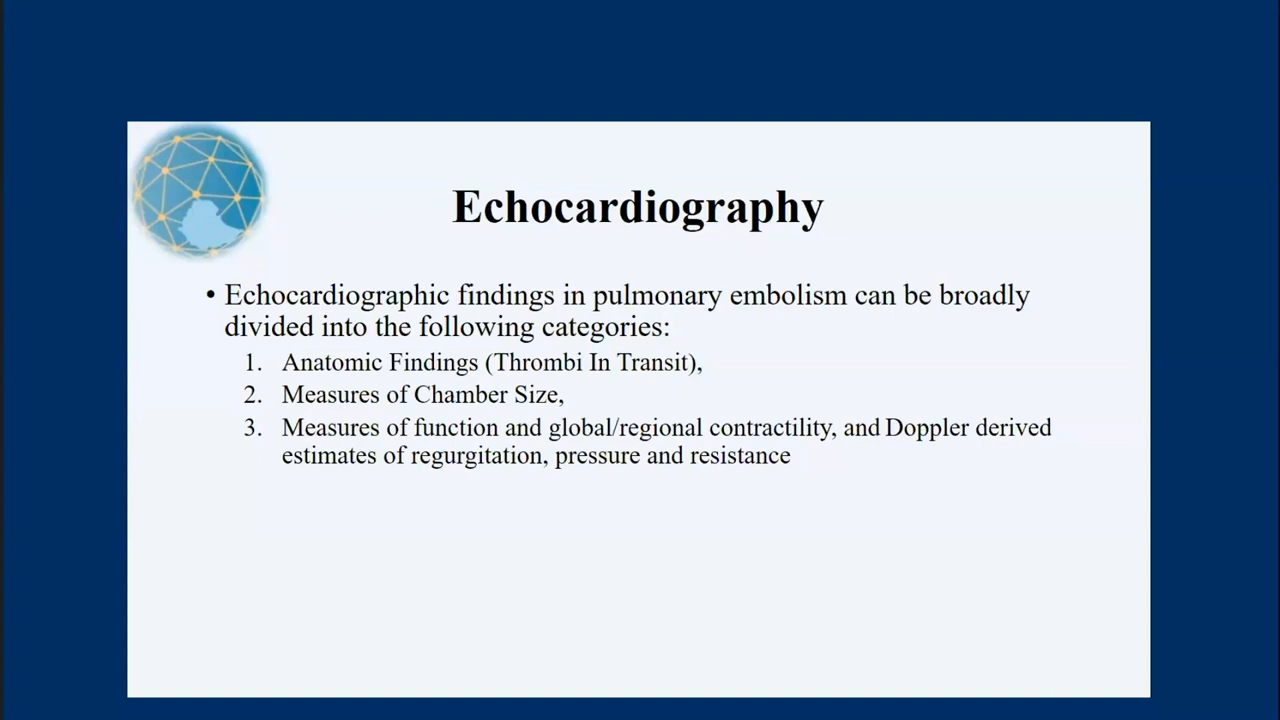 Echocardiography
• Echocardiographic findings in pulmonary embolism can be broadly
divided into the following categories:
1. Anatomic Findings (Thrombi In Transit),
2. Measures of Chamber Size,
3. Measures of function and global/regional contractility, and Doppler derived
estimates of regurgitation, pressure and resistance